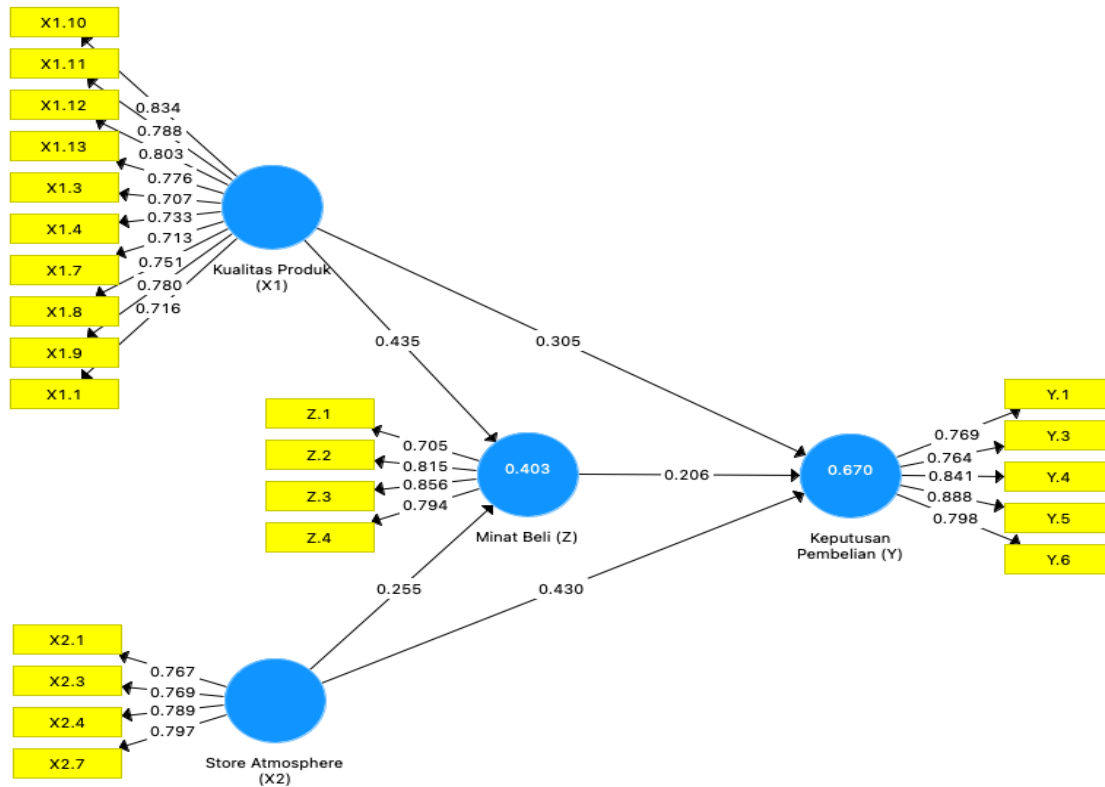 X1.10
X1.11
X1.12
X1.13
X1.3
X1.4
X1.7
X1.8
X1.9
X1.1
0.834
0.788
0.803
0.776
0.707
0.733
0.713
0.751
0.780
0.716
Kualitas Produk
(X1)
0.435
0.305
Z.1
Z.2
Z.3
Z.4
0.705
0.815
0.856
0.794
0.403
Minat Beli (Z)
0.206
0.670
Keputusan
Pembelian (Y)
0.769
0.764
0.841
0.888
0.798
Y.1
Y.3
Y.4
Y.5
Y.6
0.255
0.430
X2.1
X2.3
X2.4
X2.7
0.767
0.769
0.789
0.797
Store Atmosphere
(X2)